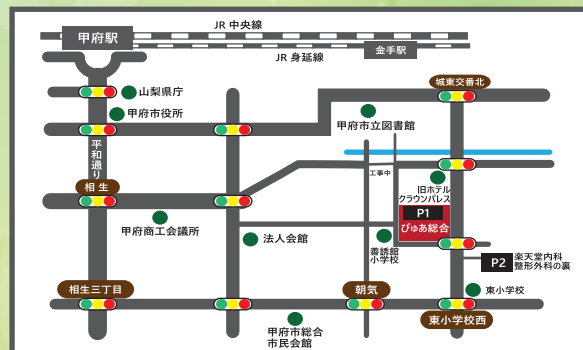 JR 中央線
甲府駅
金手駅
JR 身延線
山梨県庁
城東交番北
甲府市役所
甲府市立図書館
平和通り
工事中
相生
旧ホテル
クラウンパレス
P1
ぴゅあ総合
甲府商工会議所
法人会館
善誘館
小学校
P2
楽天堂内科
整形外科の裏
相生三丁目
朝気
東小学校
東小学校西
甲府市総合
市民会館